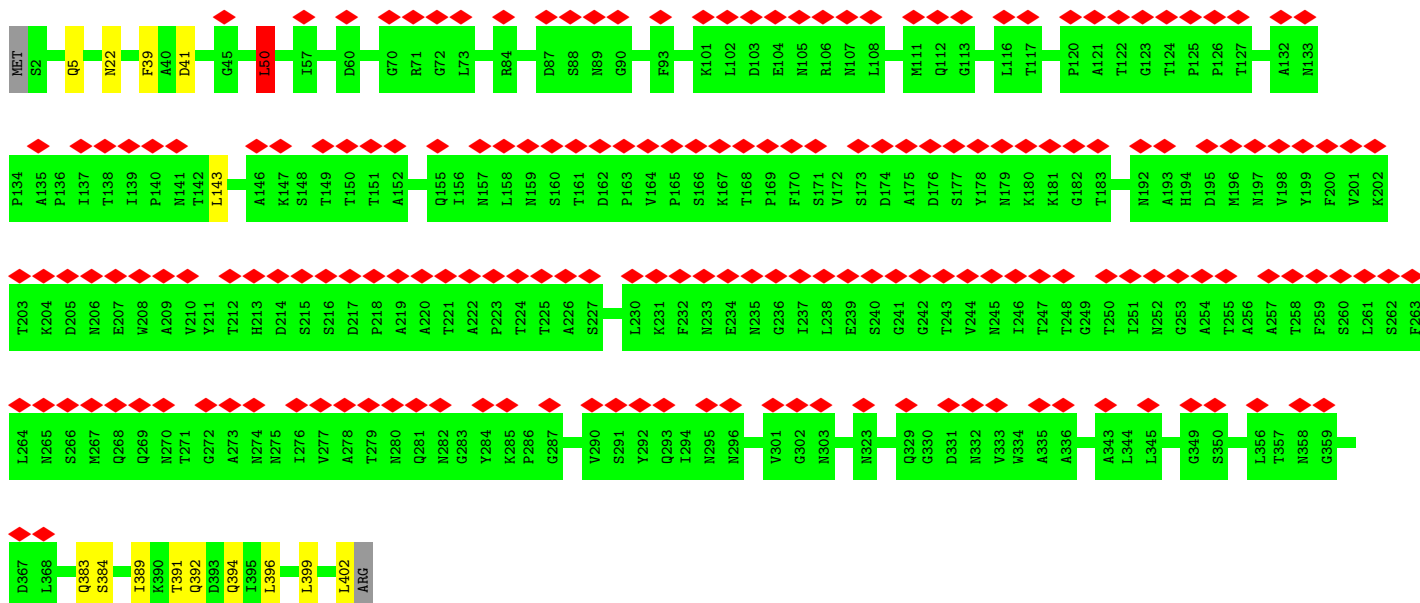 MET S2 Q5 N22 F39 A40 D41 G45 L50 I57 D60 G70 R71 G72 L73 R84 D87 S88 N89 G90 F93 K101 L102 D103 E104 N105 R106 N107 L108 M111 Q112 G113 L116 T117 P120 A121 T122 G123 T124 P125 P126 T127 A132 N133
P134 A135 P136 I137 T138 I139 P140 N141 T142 L143 A146 K147 S148 T149 T150 T151 A152 Q155 I156 N157 L158 N159 S160 T161 D162 P163 V164 P165 S166 K167 T168 P169 F170 S171 V172 S173 D174 A175 D176 S177 Y178 N179 K180 K181 G182 T183 N192 A193 H194 D195 M196 N197 V198 Y199 F200 V201 K202
T203 K204 D205 N206 E207 W208 A209 V210 Y211 T212 H213 D214 S215 S216 D217 P218 A219 A220 T221 A222 P223 T224 T225 A226 S227 L230 K231 F232 N233 E234 N235 G236 I237 L238 E239 S240 G241 G242 T243 V244 N245 I246 T247 T248 G249 T250 I251 N252 G253 A254 T255 A256 A257 T258 F259 S260 L261 S262 F263
L264 N265 S266 M267 Q268 Q269 N270 T271 G272 A273 N274 N275 I276 V277 A278 T279 N280 Q281 N282 G283 Y284 K285 P286 G287 V290 S291 Y292 Q293 I294 N295 N296 V301 G302 N303 N323 Q329 G330 D331 N332 V333 W334 A335 A336 A343 L344 L345 G349 S350 L356 T357 N358 G359
D367 L368 Q383 S384 I389 K390 T391 Q392 D393 Q394 I395 L396 L399 L402 ARG